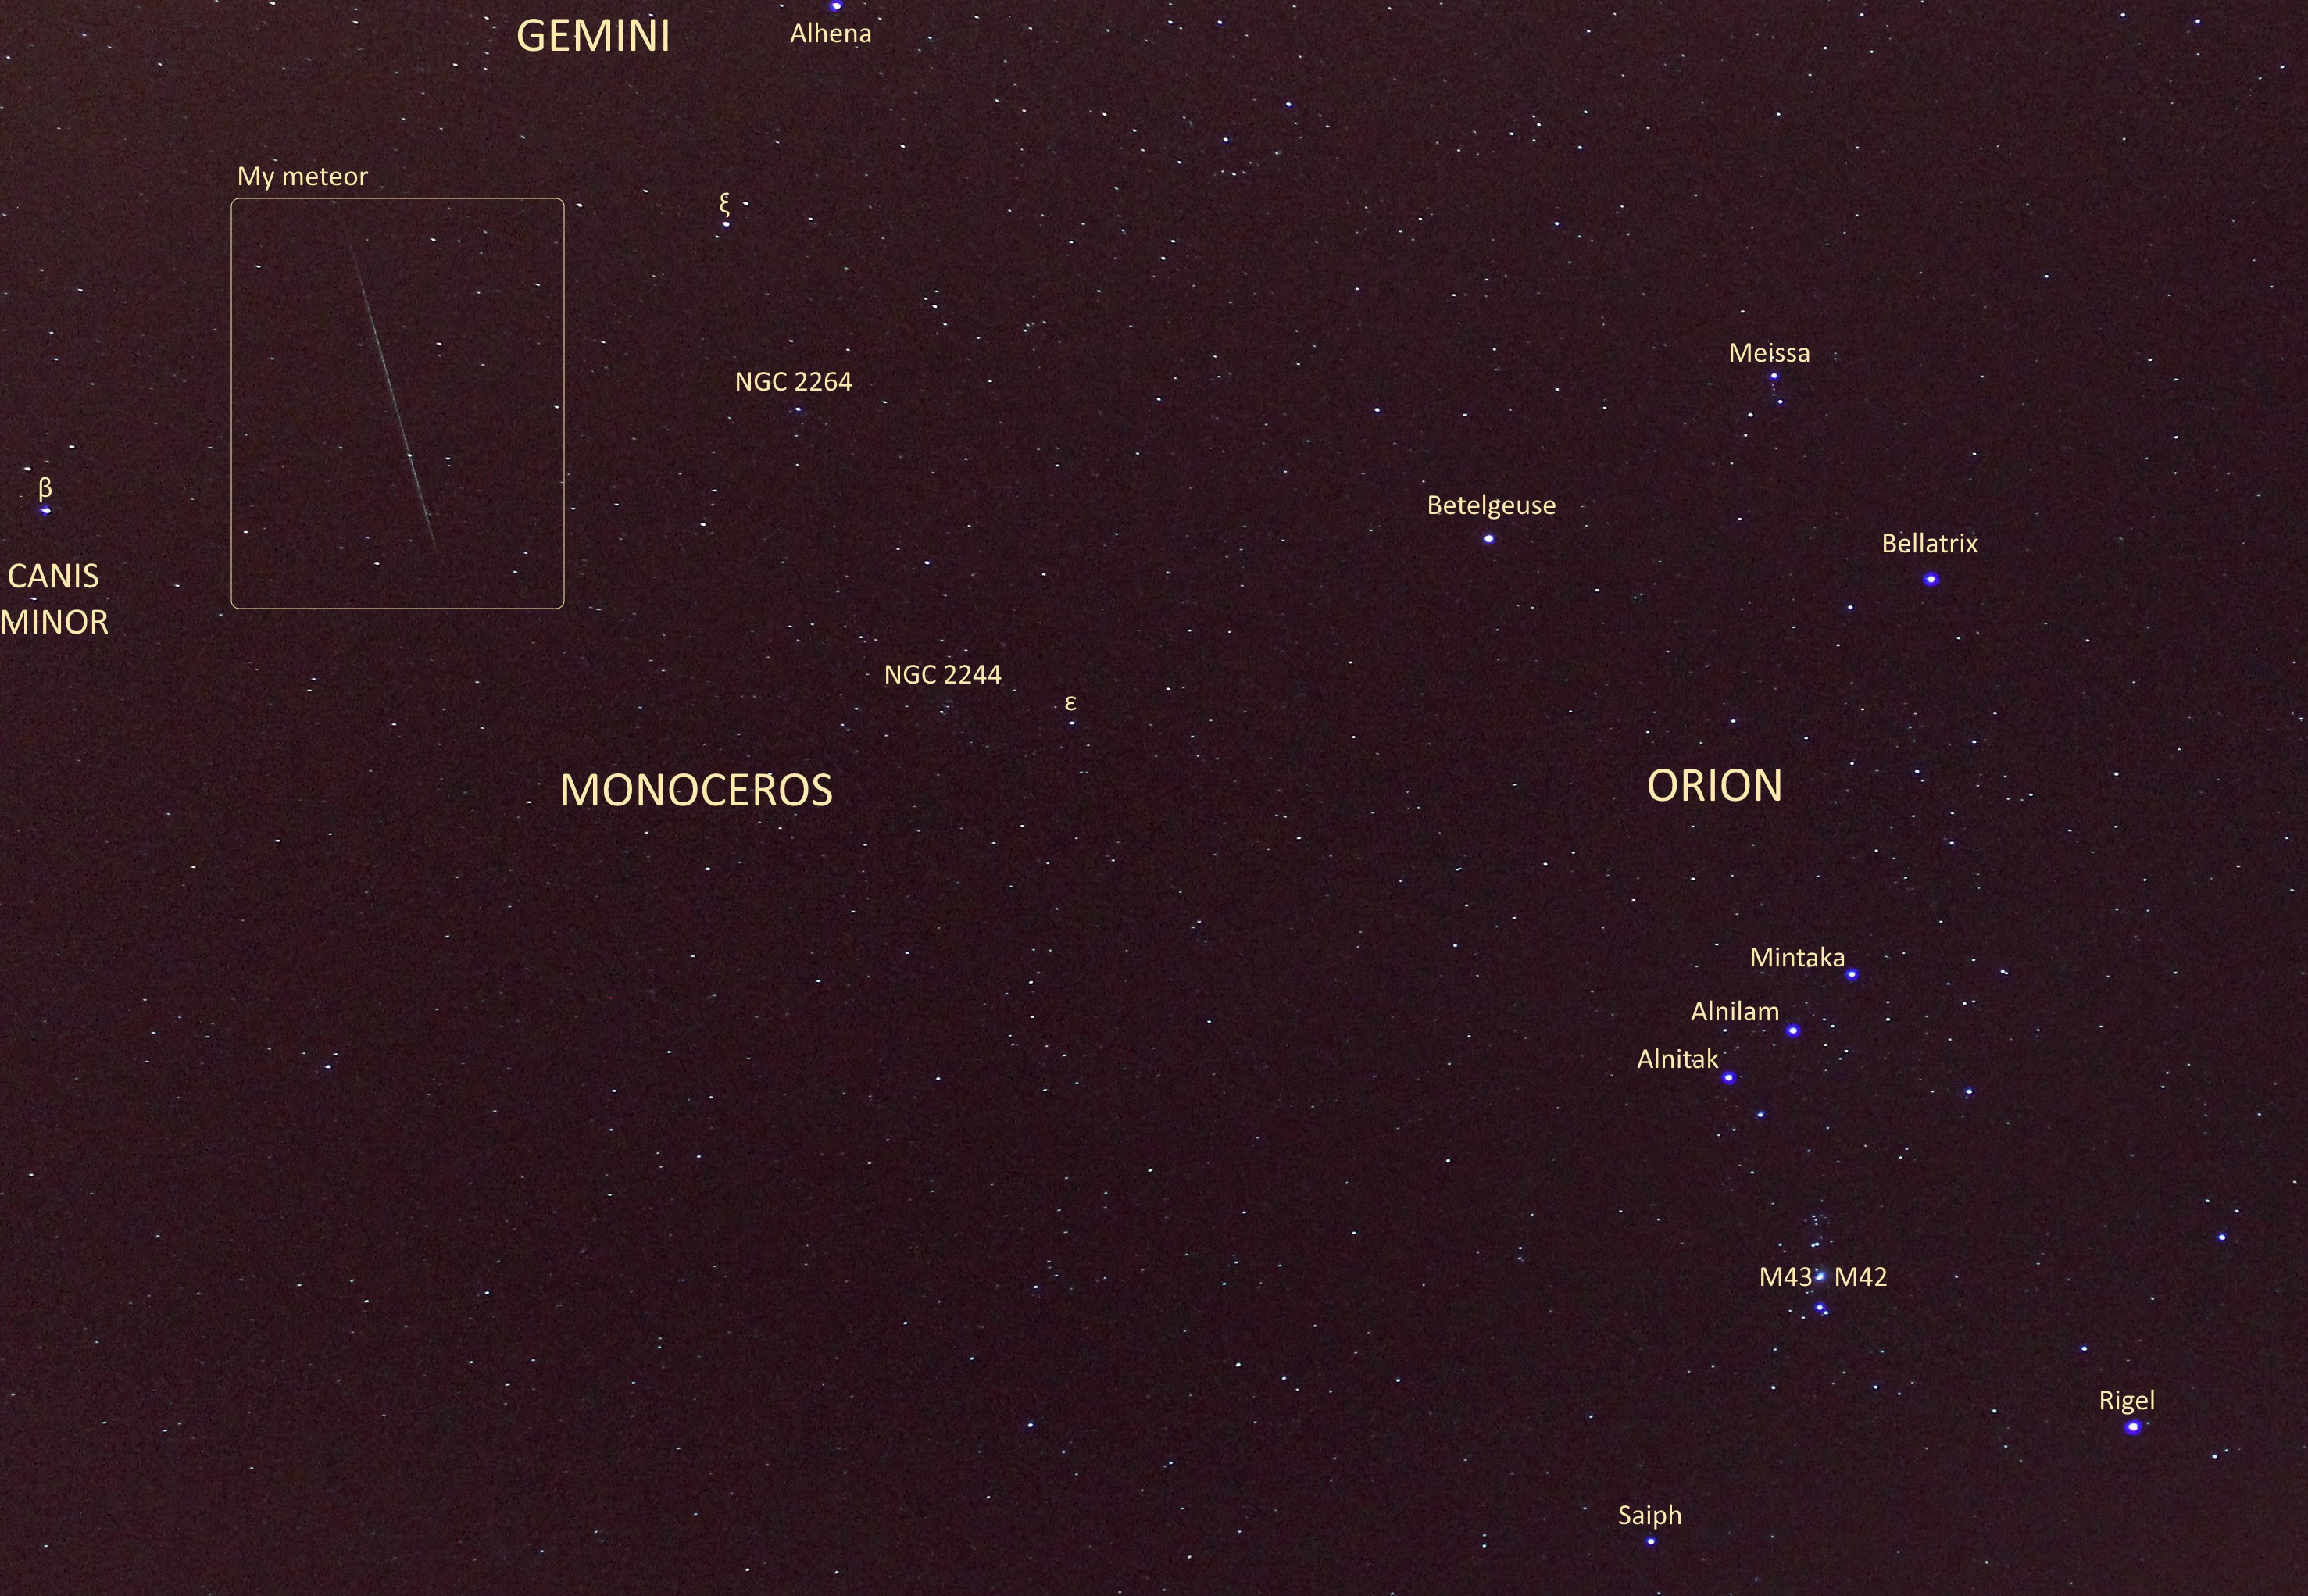 GEMINI
Alhena
My meteor
ξ
NGC 2264
Meissa
β
Betelgeuse
Bellatrix
CANIS
MINOR
NGC 2244
ε
MONOCEROS
ORION
Mintaka
Alnilam
Alnitak
M43 M42
Rigel
Saiph